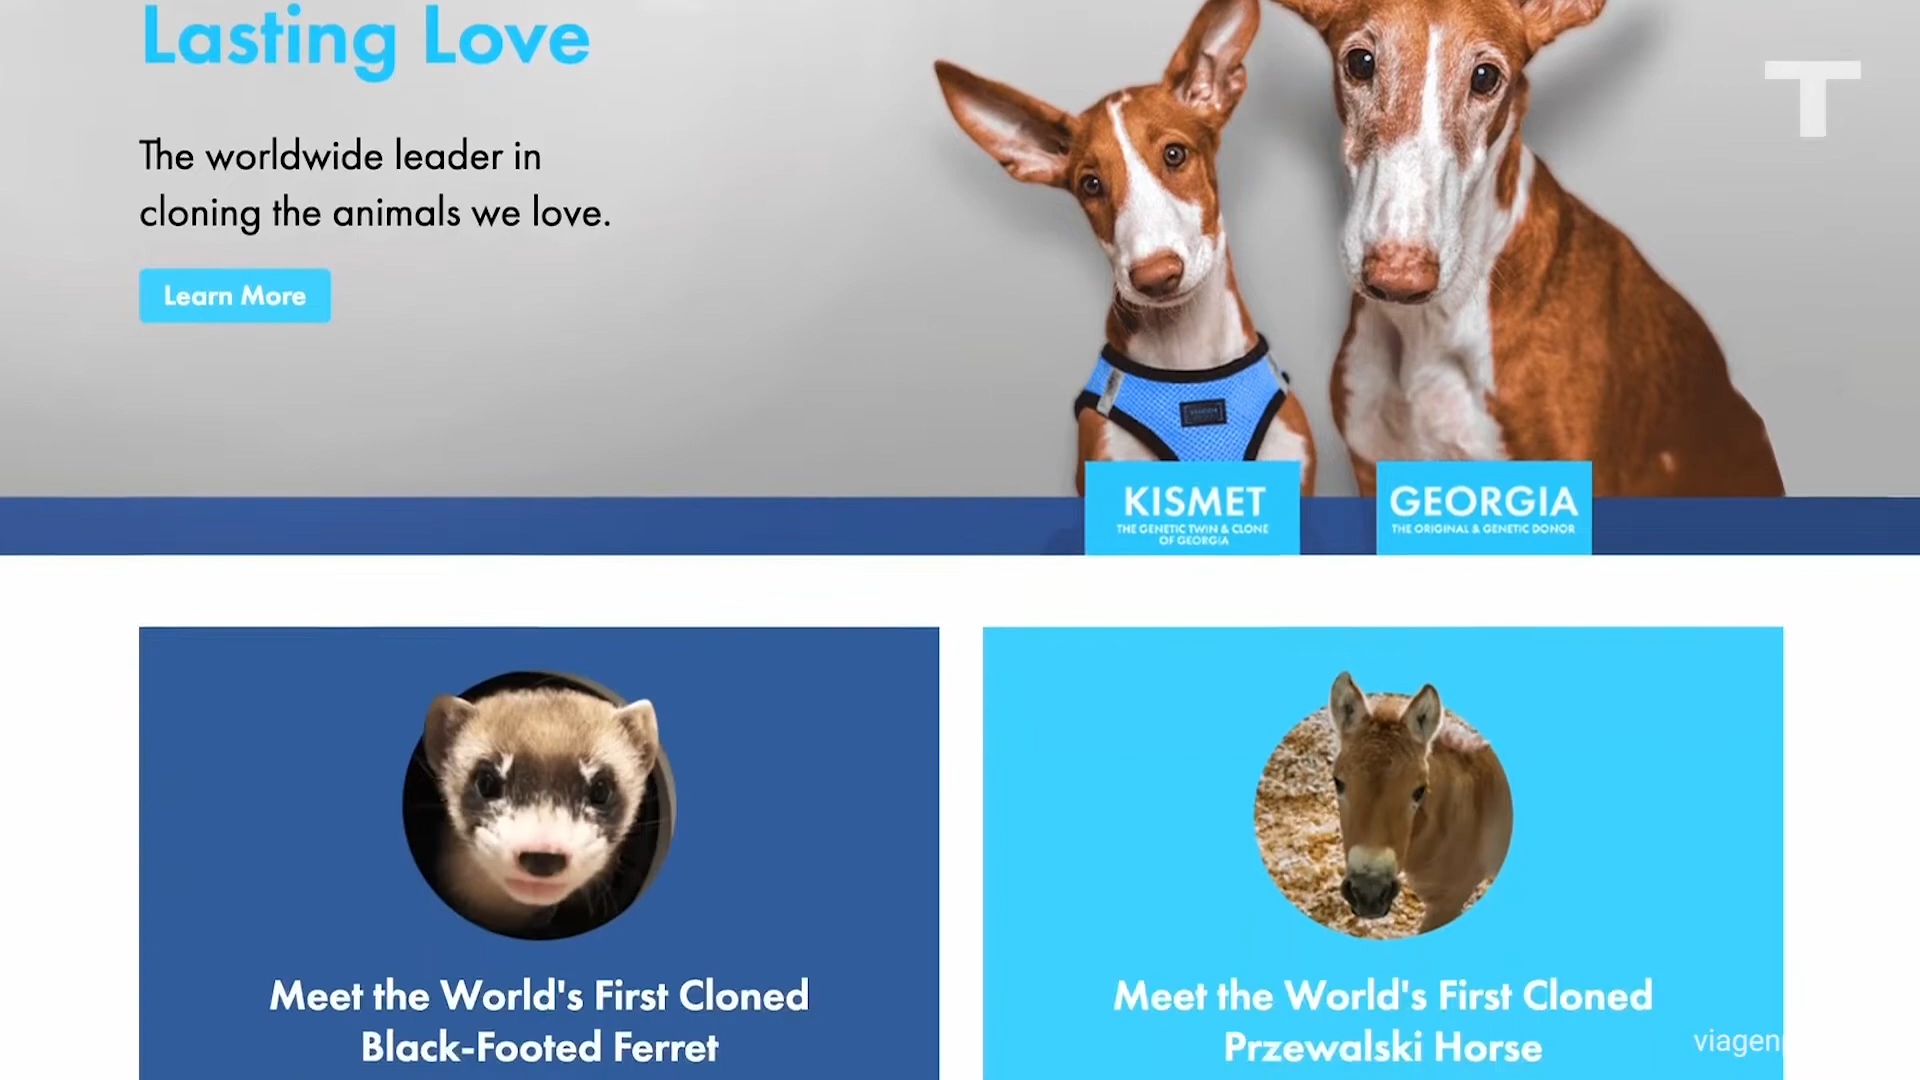 Lasting Love
T
The worldwide leader in
cloning the animals we love.
Learn More
KISMET
THE GENETIC TWIN & CLONE
OF GEORGIA
GEORGIA
THE ORIGINAL & GENETIC DONOR
Meet the World's First Cloned
Black-Footed Ferret
Meet the World's First Cloned
Przewalski Horse